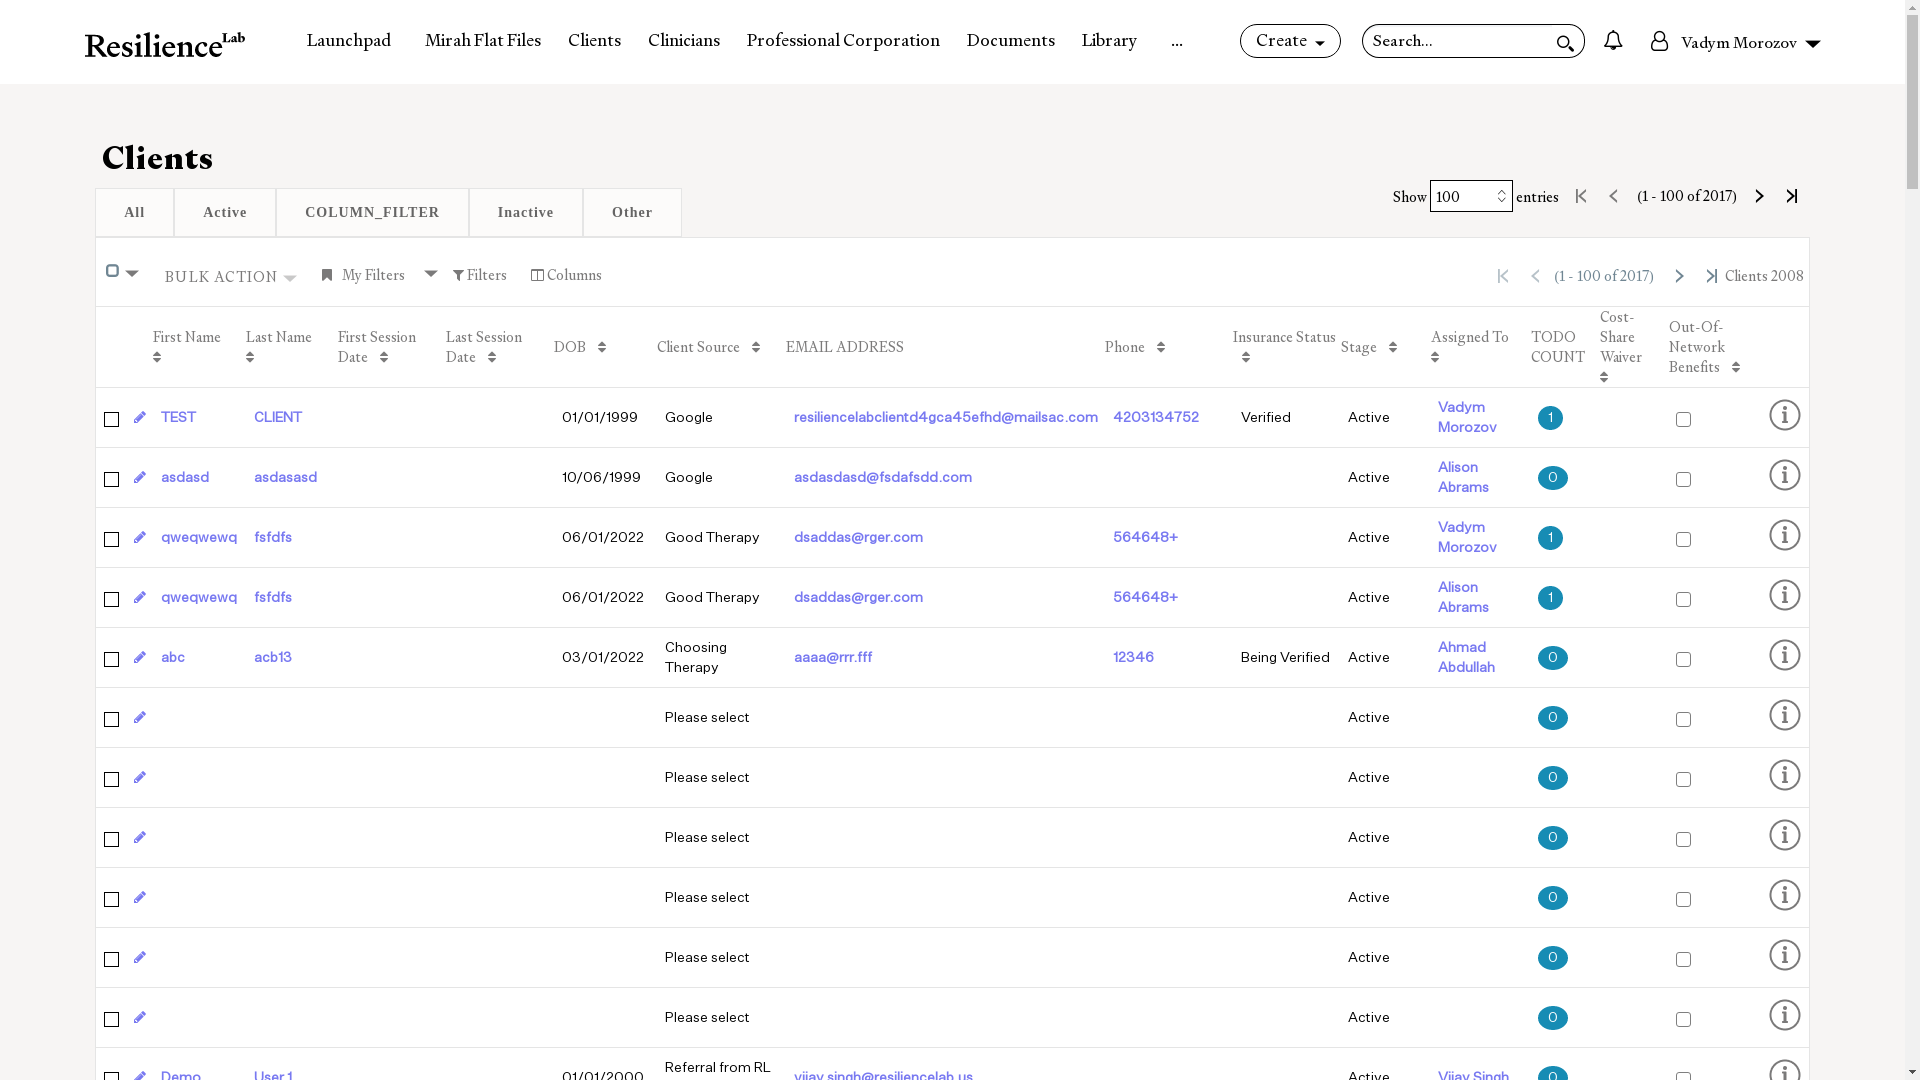 ResilienceLab
Launchpad Mirah Flat Files Clients Clinicians Professional Corporation Documents Library ... Create Search... Vadym Morozov
Clients
Show 100 entries (1 - 100 of 2017)
All Active COLUMN_FILTER Inactive Other
BULK ACTION My Filters Filters Columns (1 - 100 of 2017) Clients 2008
First Name Last Name First Session Date Last Session Date DOB Client Source EMAIL ADDRESS Phone Insurance Status Stage Assigned To TODO COUNT Cost-Share Waiver Out-Of-Network Benefits
TEST CLIENT 01/01/1999 Google resiliencelabclientd4gca45efhd@mailsac.com 4203134752 Verified Active Vadym Morozov 1
asdasd asdasasd 10/06/1999 Google asdasdasd@fsdafsdd.com Active Alison Abrams 0
qweqwewq fsfdfs 06/01/2022 Good Therapy dsaddas@rger.com 564648+ Active Vadym Morozov 1
qweqwewq fsfdfs 06/01/2022 Good Therapy dsaddas@rger.com 564648+ Active Alison Abrams 1
abc acb13 03/01/2022 Choosing Therapy aaaa@rrr.fff 12346 Being Verified Active Ahmad Abdullah 0
Please select Active 0
Please select Active 0
Please select Active 0
Please select Active 0
Please select Active 0
Please select Active 0
Demo User 1 01/01/2000 Referral from RL vijay.singh@resiliencelab.us Active Vijay Singh 0